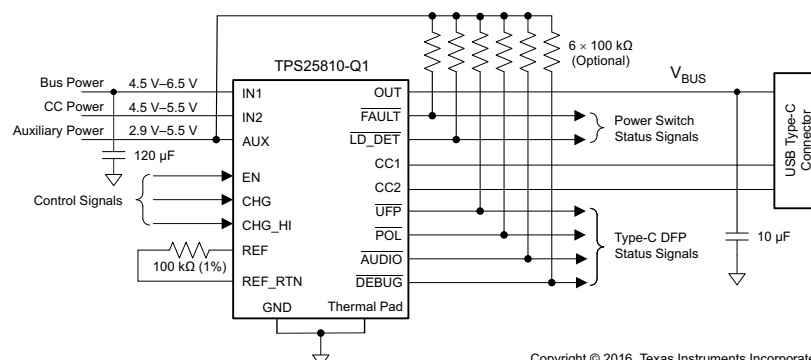 6 × 100 kΩ
(Optional)
TPS25810-Q1
VBUS
Bus Power 4.5 V–6.5 V
CC Power 4.5 V–5.5 V
Auxiliary Power 2.9 V–5.5 V
120 µF
Control Signals
IN1
IN2
AUX
EN
CHG
CHG_HI
REF
100 kΩ (1%)
REF_RTN
GND
Thermal Pad
OUT
FAULT
LD_DET
CC1
CC2
UFP
POL
AUDIO
DEBUG
Power Switch
Status Signals
Type-C DFP
Status Signals
10 µF
USB Type-C
Connector
Copyright © 2016, Texas Instruments Incorporate